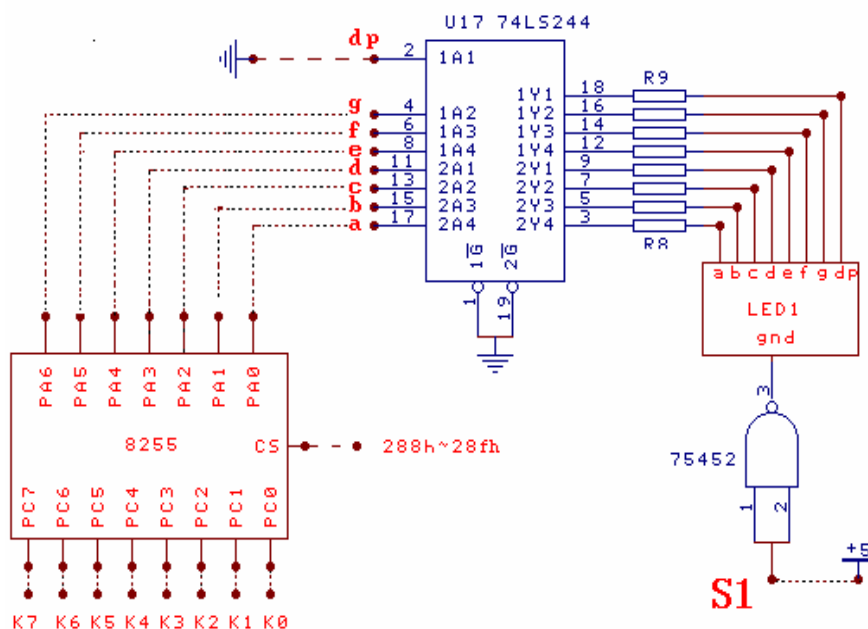 U17 74LS244
dp
2 1A1
g 4 1A2
f 6 1A3
e 8 1A4
d 11 2A1
c 13 2A2
b 15 2A3
a 17 2A4
1Y1 18 R9
1Y2 16
1Y3 14
1Y4 12
2Y1 9
2Y2 7
2Y3 5
2Y4 3
R8
1G 2G
1 19
a b c d e f g dp
LED1
gnd
3
75452
1 2
S1
+5
PA6 PA5 PA4 PA3 PA2 PA1 PA0
8255
CS 288h~28fh
PC7 PC6 PC5 PC4 PC3 PC2 PC1 PC0
K7 K6 K5 K4 K3 K2 K1 K0